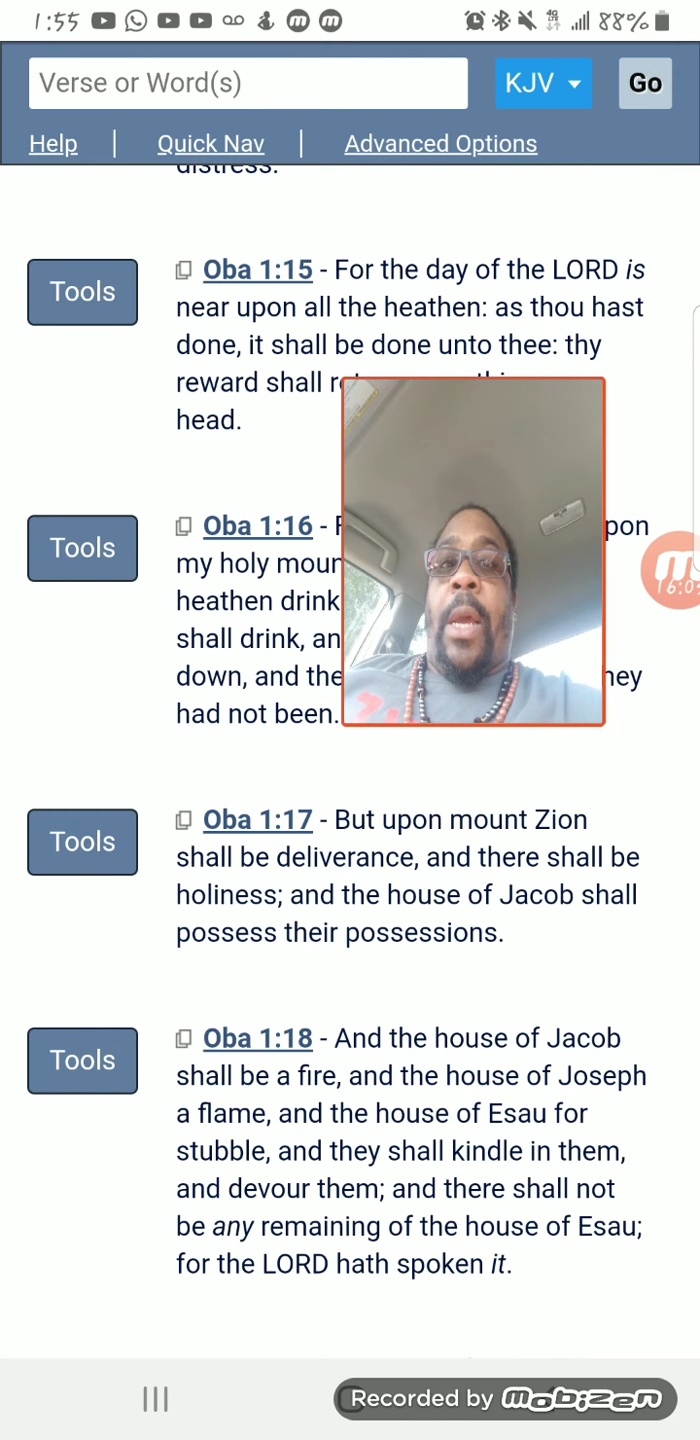 1:55 88%
Verse or Word(s) KJV Go
Help | Quick Nav | Advanced Options
distress.
Tools Oba 1:15 - For the day of the LORD is
near upon all the heathen: as thou hast
done, it shall be done unto thee: thy
reward shall
head.
Tools Oba 1:16 -
my holy
heathen drink
shall drink,
down, and
had not been.
Tools Oba 1:17 - But upon mount Zion
shall be deliverance, and there shall be
holiness; and the house of Jacob shall
possess their possessions.
Tools Oba 1:18 - And the house of Jacob
shall be a fire, and the house of Joseph
a flame, and the house of Esau for
stubble, and they shall kindle in them,
and devour them; and there shall not
be any remaining of the house of Esau;
for the LORD hath spoken it.
Recorded by mobizen